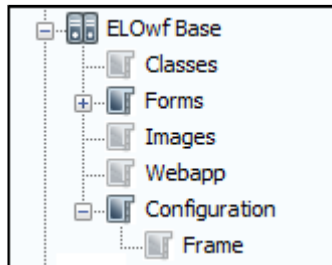 ELOwf Base
Classes
Forms
Images
Webapp
Configuration
Frame